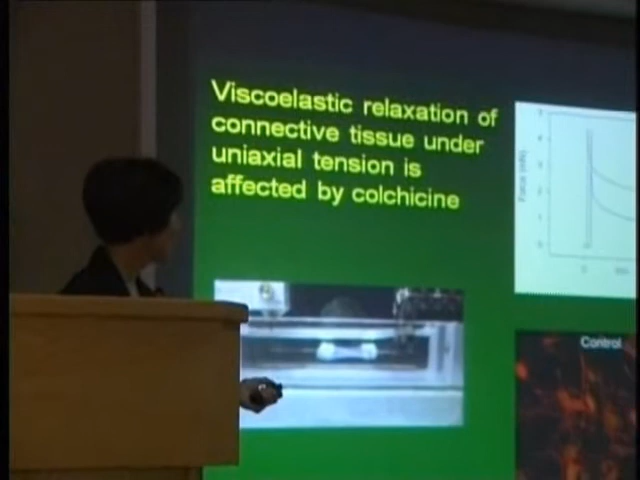 Viscoelastic relaxation of
connective tissue under
uniaxial tension is
affected by colchicine
Control